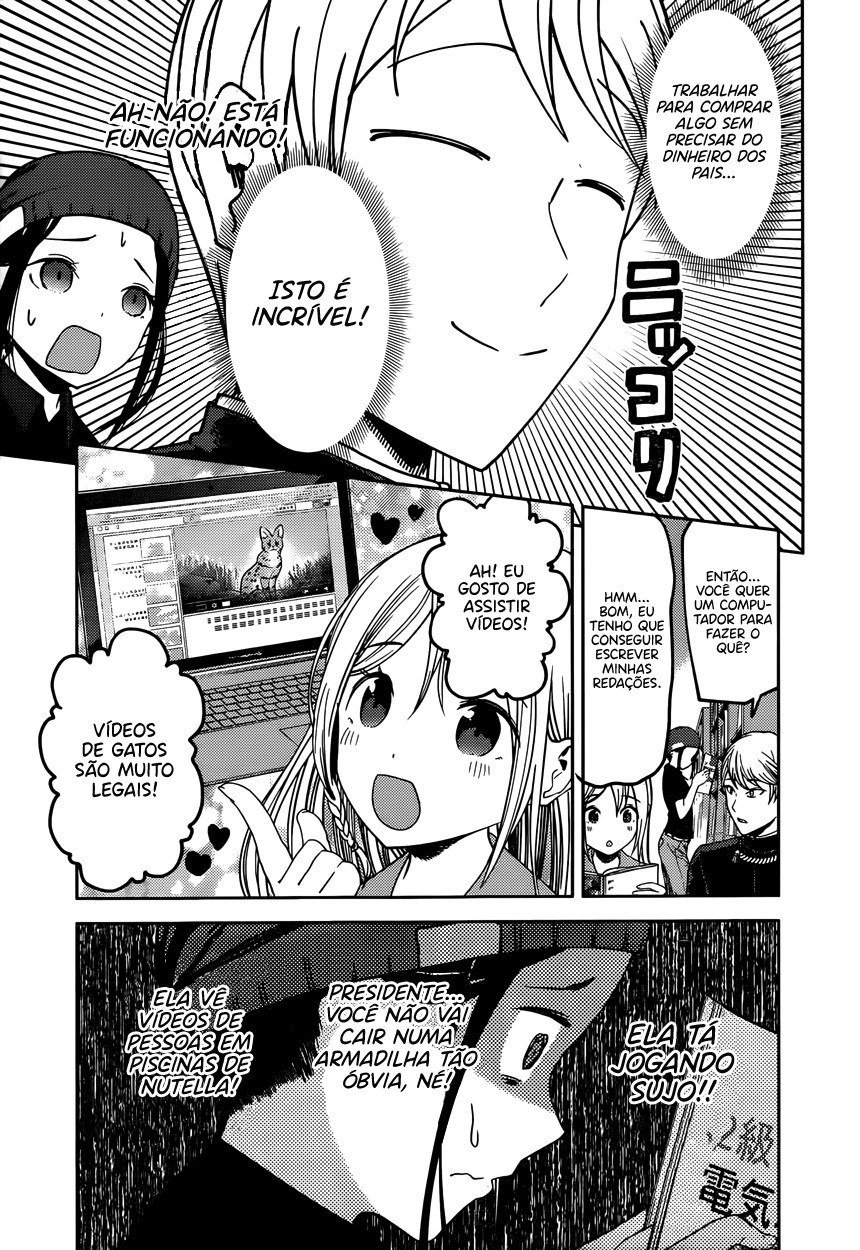 TRABALHAR
PARA COMPRAR
ALGO SEM
PRECISAR DO
DINHEIRO DOS
PAIS...
ISTO É
INCRÍVEL!
ニコッ
AH NÃO! ESTÁ
FUNCIONANDO!
ENTÃO...
VOCÊ QUER
UM COMPU-
TADOR PARA
FAZER O
QUÊ?
HMM...
BOM, EU
TENHO QUE
CONSEGUIR
ESCREVER
MINHAS
REDAÇÕES.
AH! EU
GOSTO DE
ASSISTIR
VÍDEOS!
VÍDEOS
DE GATOS
SÃO MUITO
LEGAIS!
ELA TÁ
JOGANDO
SUJO!!
PRESIDENTE...
VOCÊ NÃO VAI
CAIR NUMA
ARMADILHA TÃO
ÓBVIA, NÉ!
ELA VÊ
VÍDEOS DE
PESSOAS EM
PISCINAS DE
NUTELLA!
2級
電気